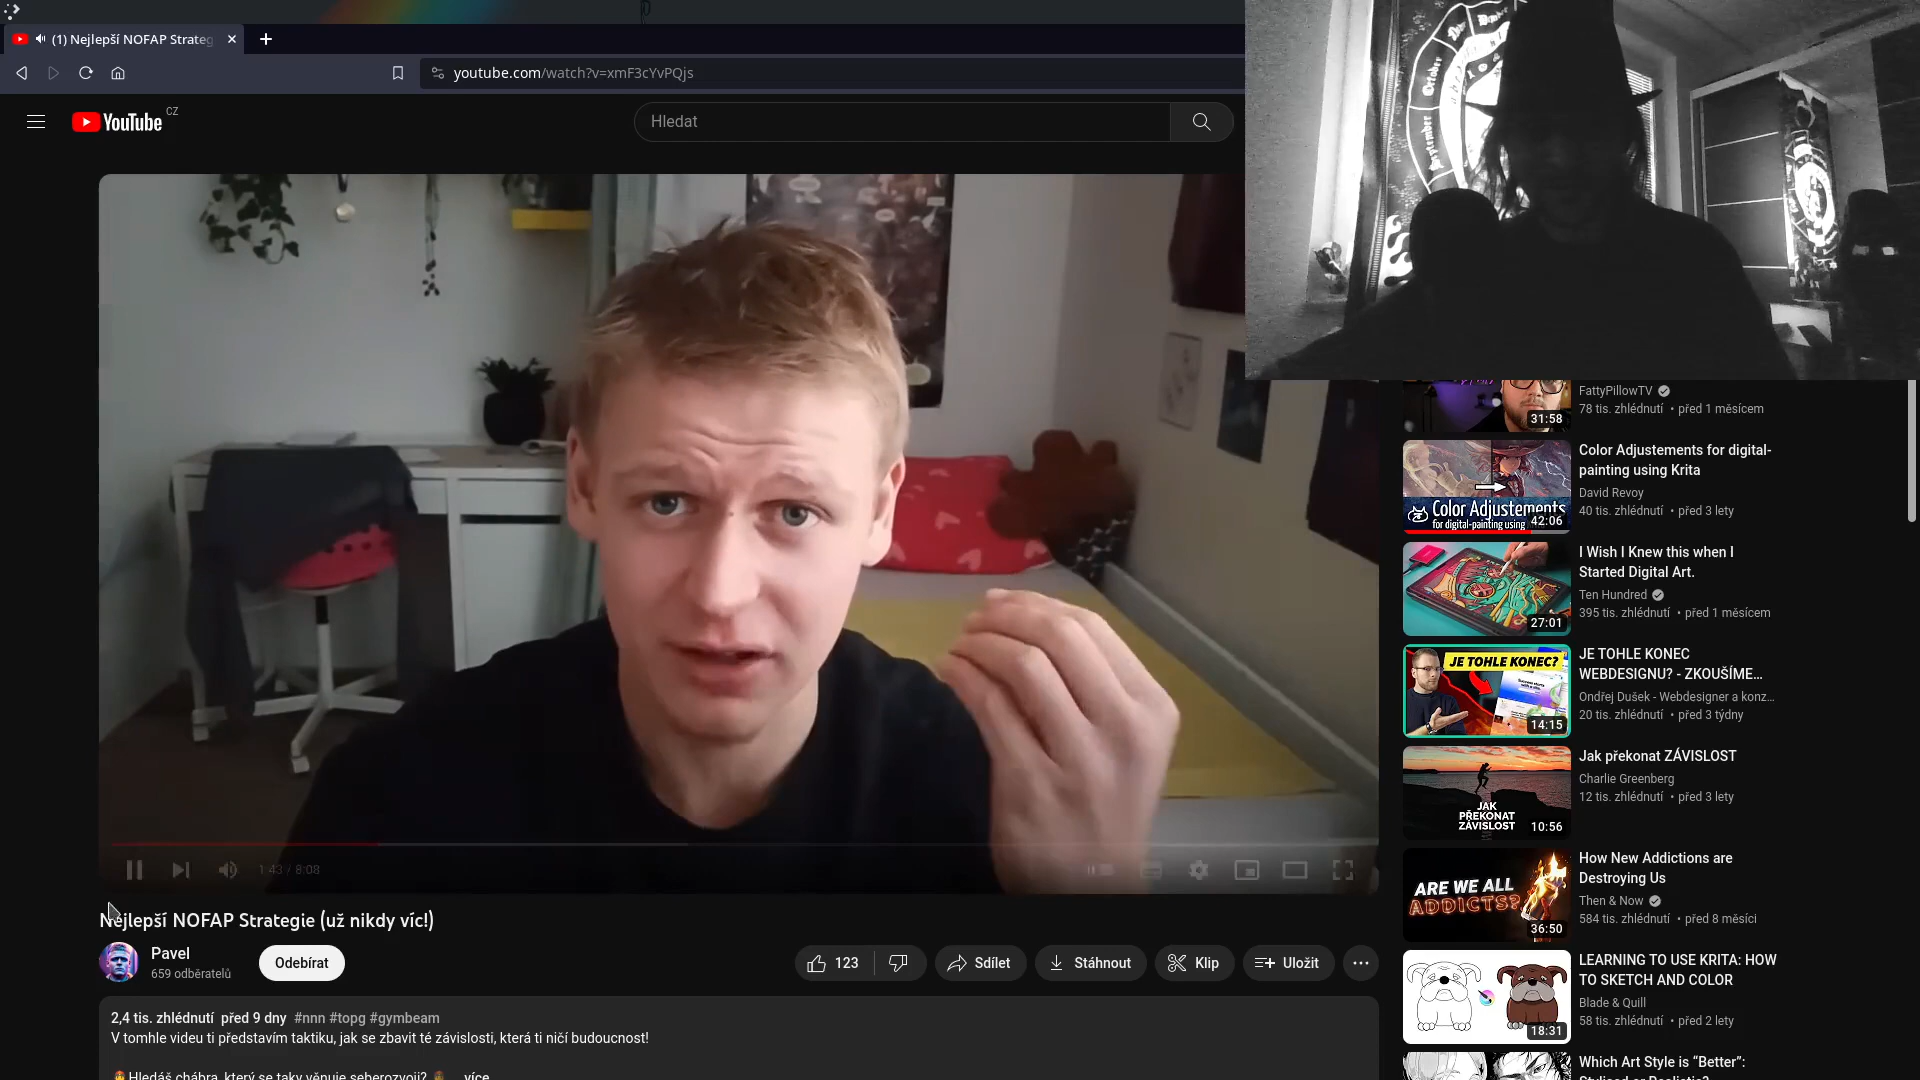 (1) Nejlepší NOFAP Strateg
youtube.com/watch?v=xmF3cYvPQjs
YouTube CZ
Hledat
October
September
1:43 / 8:08
Nejlepší NOFAP Strategie (už nikdy víc!)
Pavel
659 odběratelů
Odebírat
123
Sdílet
Stáhnout
Klip
Uložit
2,4 tis. zhlédnutí před 9 dny #nnn #topg #gymbeam
V tomhle videu ti představím taktiku, jak se zbavit té závislosti, která ti ničí budoucnost!
Hledáš chábra, který se taky věnuje seberozvoji? ...více
31:58
FattyPillowTV
78 tis. zhlédnutí • před 1 měsícem
Color Adjustements
for digital-painting using
42:06
Color Adjustements for digital-
painting using Krita
David Revoy
40 tis. zhlédnutí • před 3 lety
27:01
I Wish I Knew this when I
Started Digital Art.
Ten Hundred
395 tis. zhlédnutí • před 1 měsícem
JE TOHLE KONEC?
14:15
JE TOHLE KONEC
WEBDESIGNU? - ZKOUŠÍME...
Ondřej Dušek - Webdesigner a konz...
20 tis. zhlédnutí • před 3 týdny
JAK
PŘEKONAT
ZÁVISLOST
10:56
Jak překonat ZÁVISLOST
Charlie Greenberg
12 tis. zhlédnutí • před 3 lety
ARE WE ALL
ADDICTS?
36:50
How New Addictions are
Destroying Us
Then & Now
584 tis. zhlédnutí • před 8 měsíci
18:31
LEARNING TO USE KRITA: HOW
TO SKETCH AND COLOR
Blade & Quill
58 tis. zhlédnutí • před 2 lety
Which Art Style is “Better”:
Stylised or Realistic?